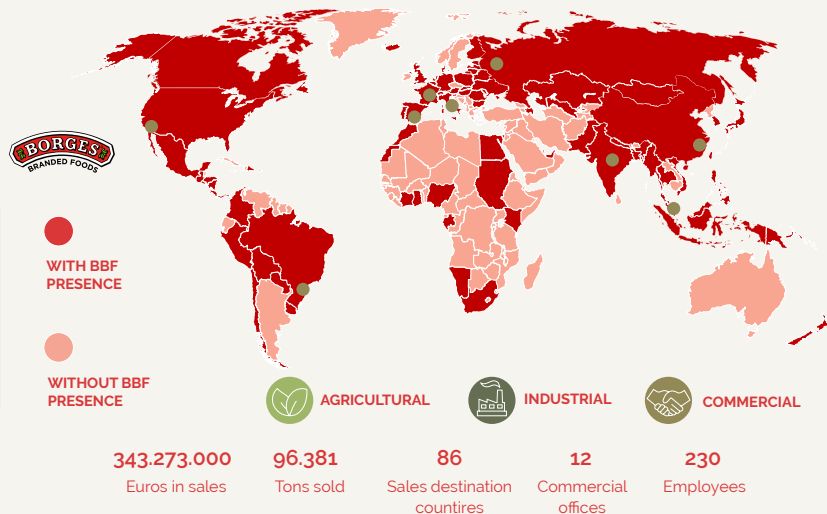 BORGES
BRANDED FOODS
WITH BBF
PRESENCE
WITHOUT BBF
PRESENCE
AGRICULTURAL
INDUSTRIAL
COMMERCIAL
343.273.000
Euros in sales
96.381
Tons sold
86
Sales destination
countires
12
Commercial
offices
230
Employees